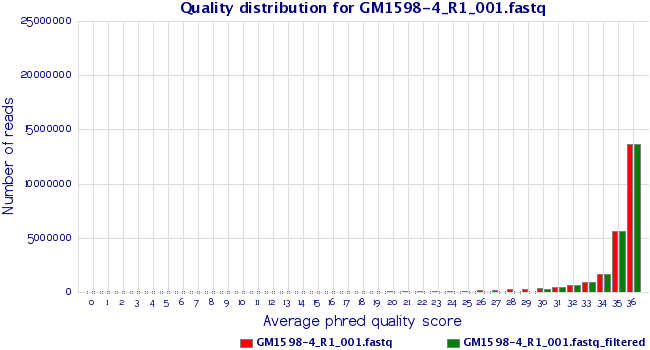 Quality distribution for GM1598-4_R1_001.fastq
Number of reads
25000000
20000000
15000000
10000000
5000000
0
0 1 2 3 4 5 6 7 8 9 10 11 12 13 14 15 16 17 18 19 20 21 22 23 24 25 26 27 28 29 30 31 32 33 34 35 36
Average phred quality score
GM1598-4_R1_001.fastq GM1598-4_R1_001.fastq_filtered